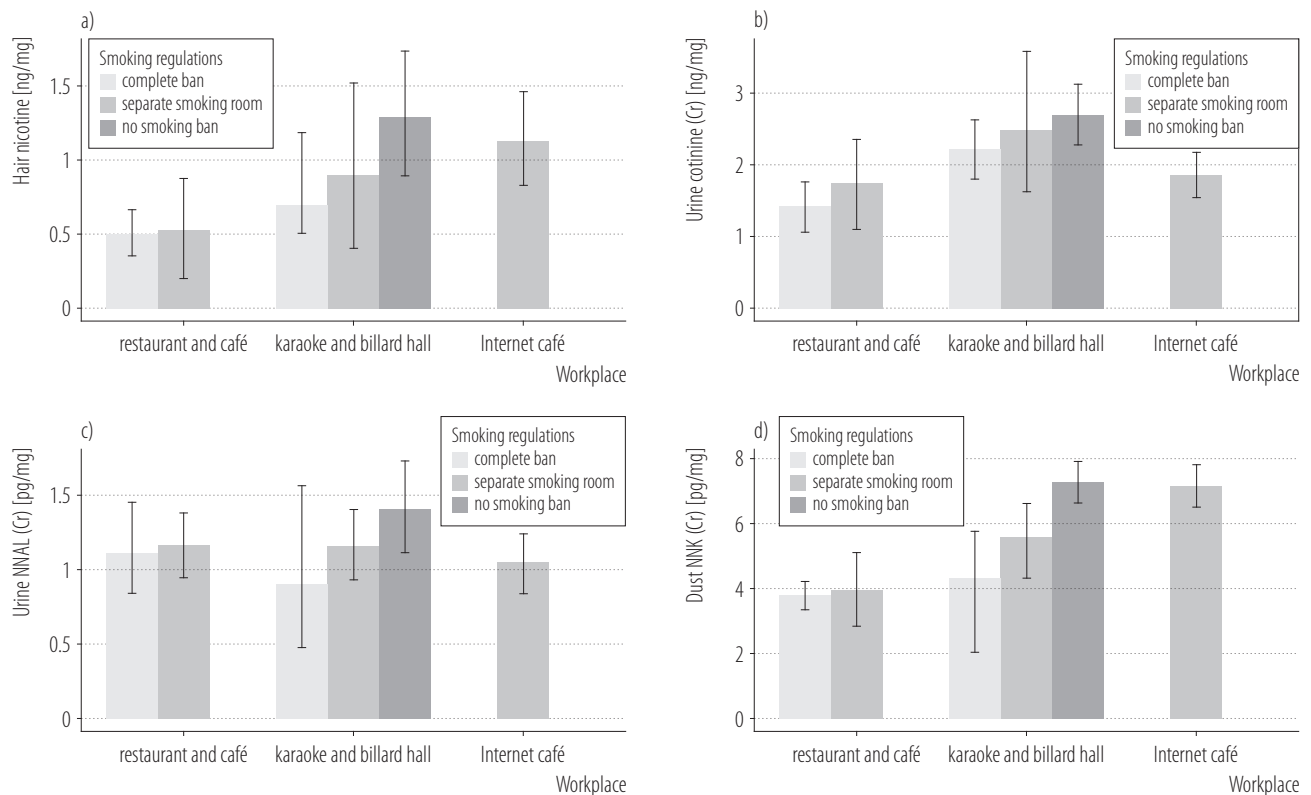 a)
Hair nicotine [ng/mg]
Smoking regulations
complete ban
separate smoking room
no smoking ban
1.5
1
0.5
0
restaurant and café
karaoke and billard hall
Internet café
Workplace
b)
Urine cotinine (Cr) [ng/mg]
Smoking regulations
complete ban
separate smoking room
no smoking ban
3
2
1
0
restaurant and café
karaoke and billard hall
Internet café
Workplace
c)
Urine NNAL (Cr) [pg/mg]
Smoking regulations
complete ban
separate smoking room
no smoking ban
1.5
1
0.5
0
restaurant and café
karaoke and billard hall
Internet café
Workplace
d)
Dust NNK (Cr) [pg/mg]
Smoking regulations
complete ban
separate smoking room
no smoking ban
8
6
4
2
0
restaurant and café
karaoke and billard hall
Internet café
Workplace